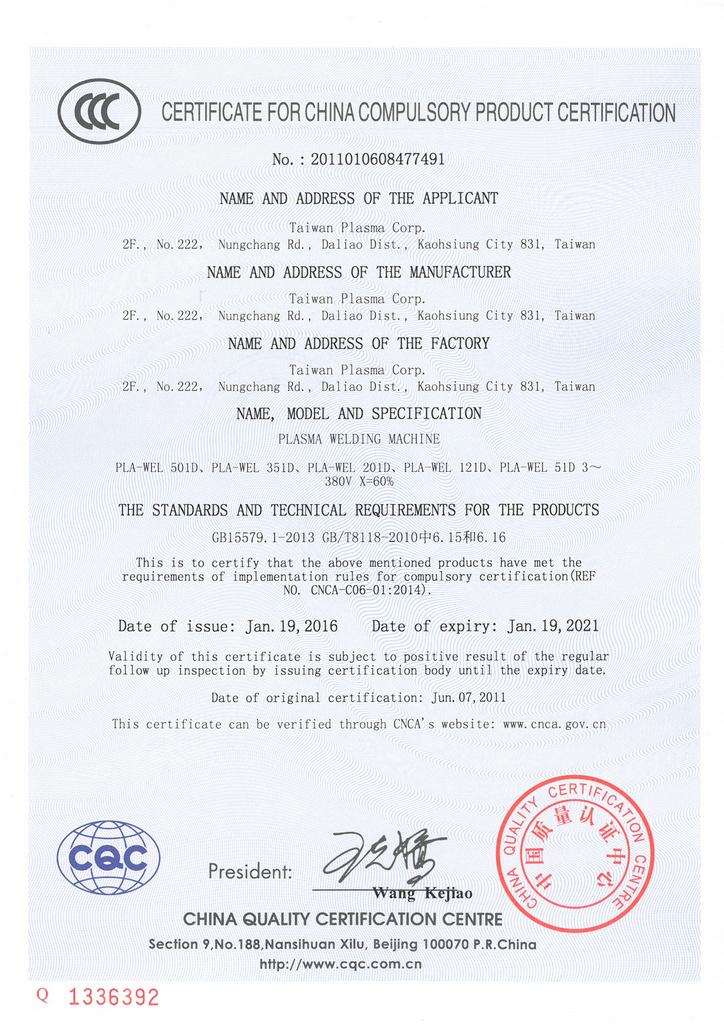 CCC
CERTIFICATE FOR CHINA COMPULSORY PRODUCT CERTIFICATION
No. : 2011010608477491
NAME AND ADDRESS OF THE APPLICANT
Taiwan Plasma Corp.
2F., No.222, Nungchang Rd., Daliao Dist., Kaohsiung City 831, Taiwan
NAME AND ADDRESS OF THE MANUFACTURER
Taiwan Plasma Corp.
2F., No.222, Nungchang Rd., Daliao Dist., Kaohsiung City 831, Taiwan
NAME AND ADDRESS OF THE FACTORY
Taiwan Plasma Corp.
2F., No.222, Nungchang Rd., Daliao Dist., Kaohsiung City 831, Taiwan
NAME, MODEL AND SPECIFICATION
PLASMA WELDING MACHINE
PLA-WEL 501D、PLA-WEL 351D、PLA-WEL 201D、PLA-WEL 121D、PLA-WEL 51D 3～
380V X=60%
THE STANDARDS AND TECHNICAL REQUIREMENTS FOR THE PRODUCTS
GB15579.1-2013 GB/T8118-2010中6.15和6.16
This is to certify that the above mentioned products have met the
requirements of implementation rules for compulsory certification(REF
NO. CNCA-C06-01:2014).
Date of issue: Jan.19,2016 Date of expiry: Jan.19,2021
Validity of this certificate is subject to positive result of the regular
follow up inspection by issuing certification body until the expiry date.
Date of original certification: Jun.07,2011
This certificate can be verified through CNCA's website: www.cnca.gov.cn
CHINA QUALITY CERTIFICATION CENTRE
中国质量认证中心
CQC
President:
王克娇
Wang Kejiao
CHINA QUALITY CERTIFICATION CENTRE
Section 9,No.188,Nansihuan Xilu, Beijing 100070 P.R.China
http://www.cqc.com.cn
Q 1336392